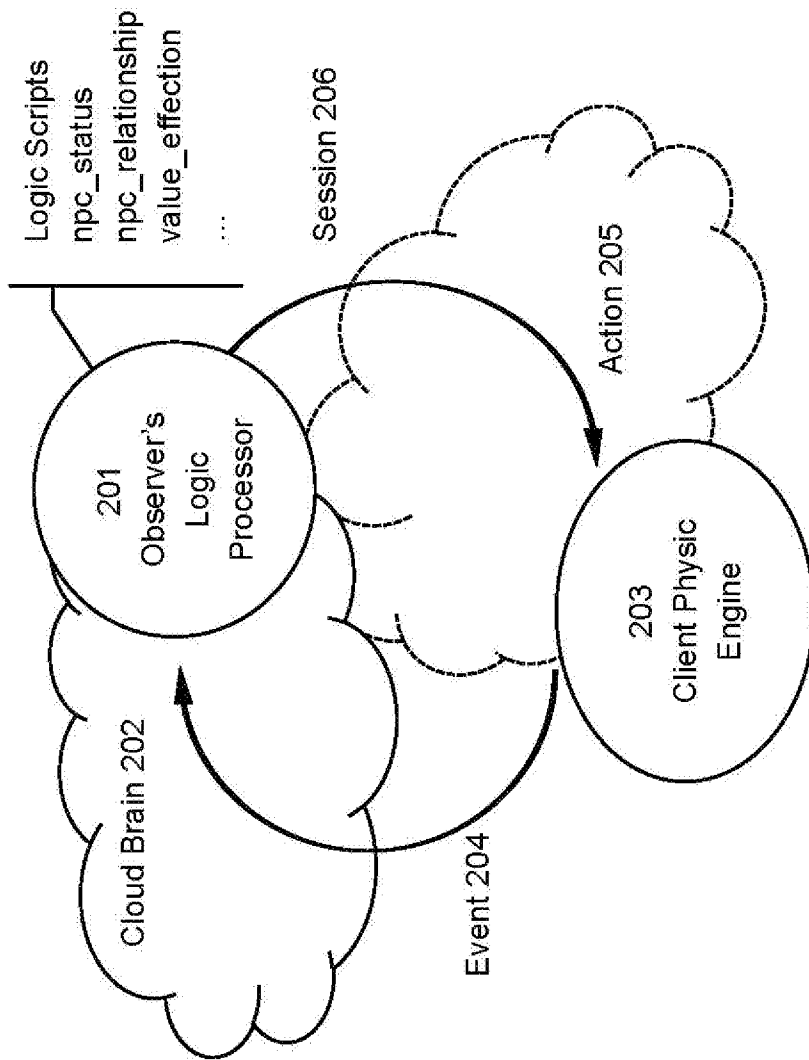 Logic Scripts
npc_status
npc_relationship
value_effection
...
Session 206
201
Observer's
Logic
Processor
Cloud Brain 202
Action 205
203
Client Physic
Engine
Event 204